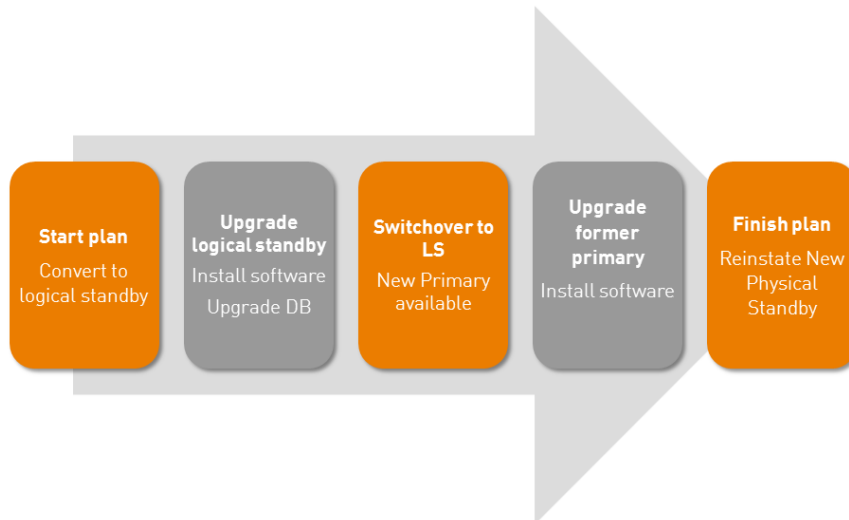 Start plan
Convert to
logical standby
Upgrade
logical standby
Install software
Upgrade DB
Switchover to
LS
New Primary
available
Upgrade
former
primary
Install software
Finish plan
Reinstate New
Physical
Standby